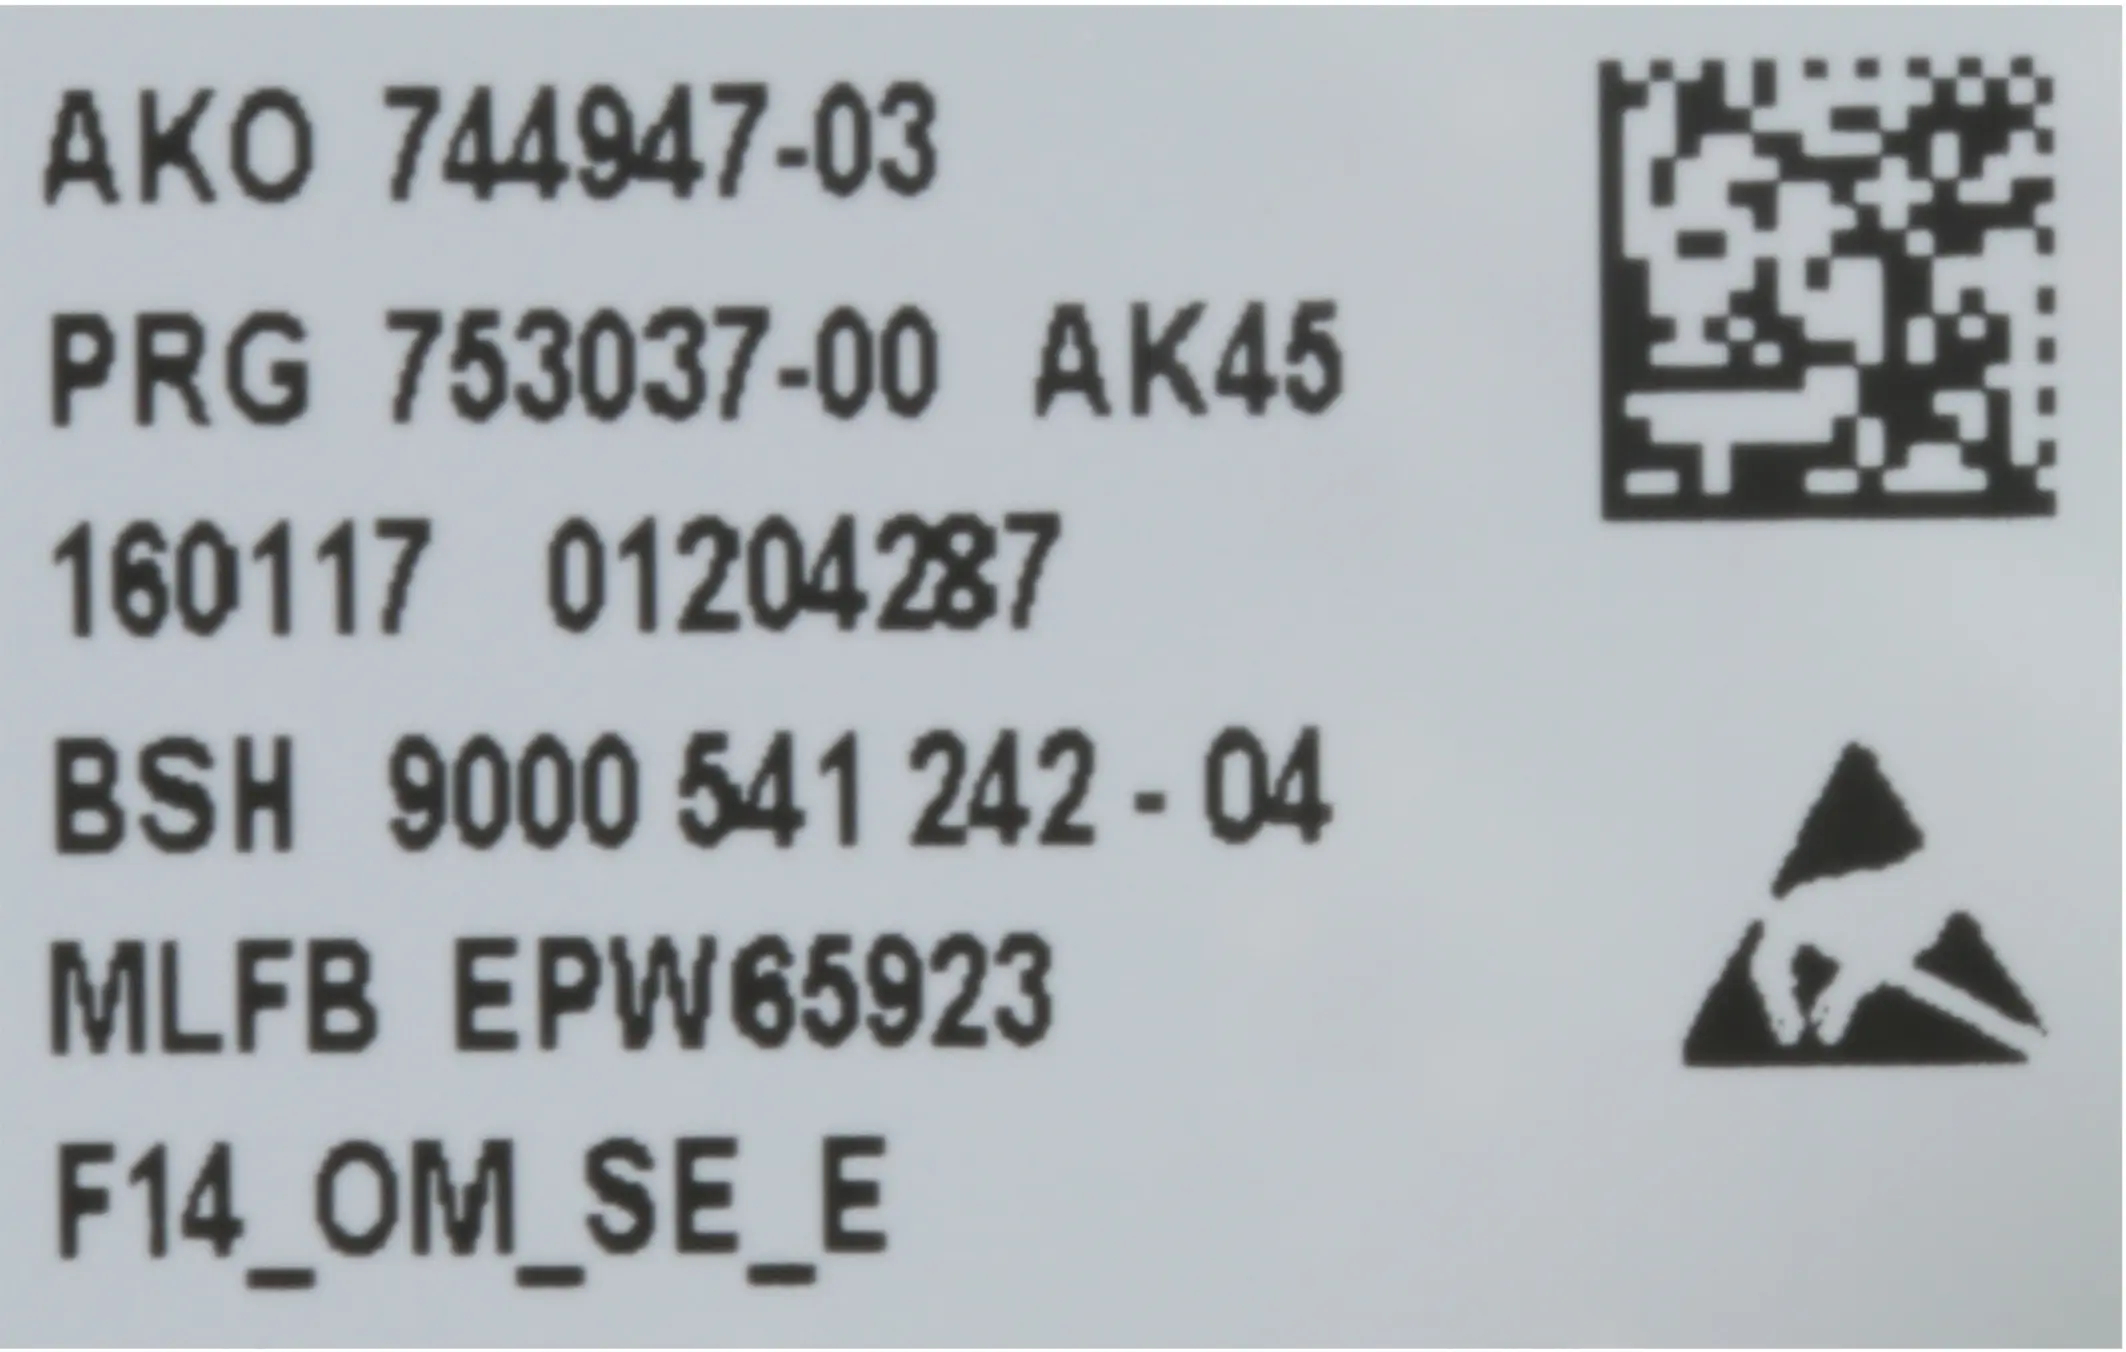 AKO 744947-03
PRG 753037-00 AK45
160117 01204287
BSH 9000 541 242 - 04
MLFB EPW65923
F14_OM_SE_E